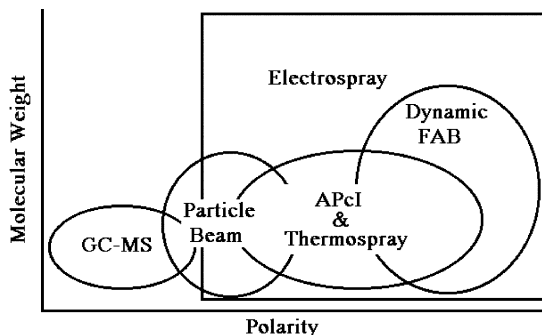 Molecular Weight
Electrospray
Dynamic
FAB
APcI
&
Thermospray
Particle
Beam
GC-MS
Polarity